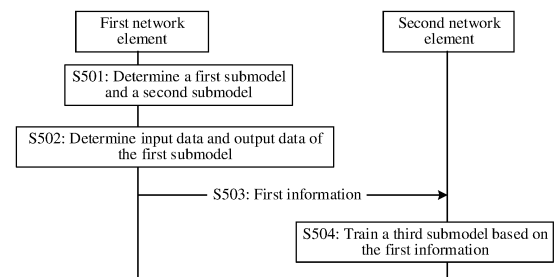 First network
element
Second network
element
S501: Determine a first submodel
and a second submodel
S502: Determine input data and output data of
the first submodel
S503: First information
S504: Train a third submodel based on
the first information